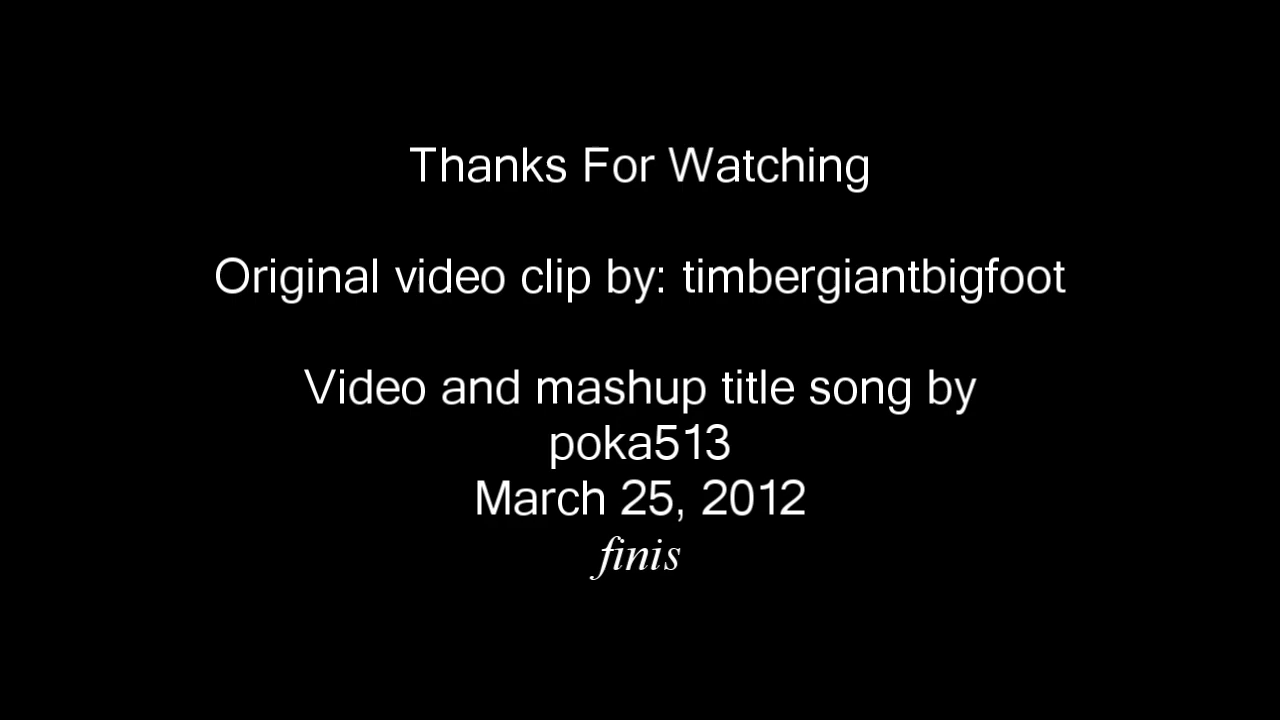 Thanks For Watching
Original video clip by: timbergiantbigfoot
Video and mashup title song by
poka513
March 25, 2012
finis